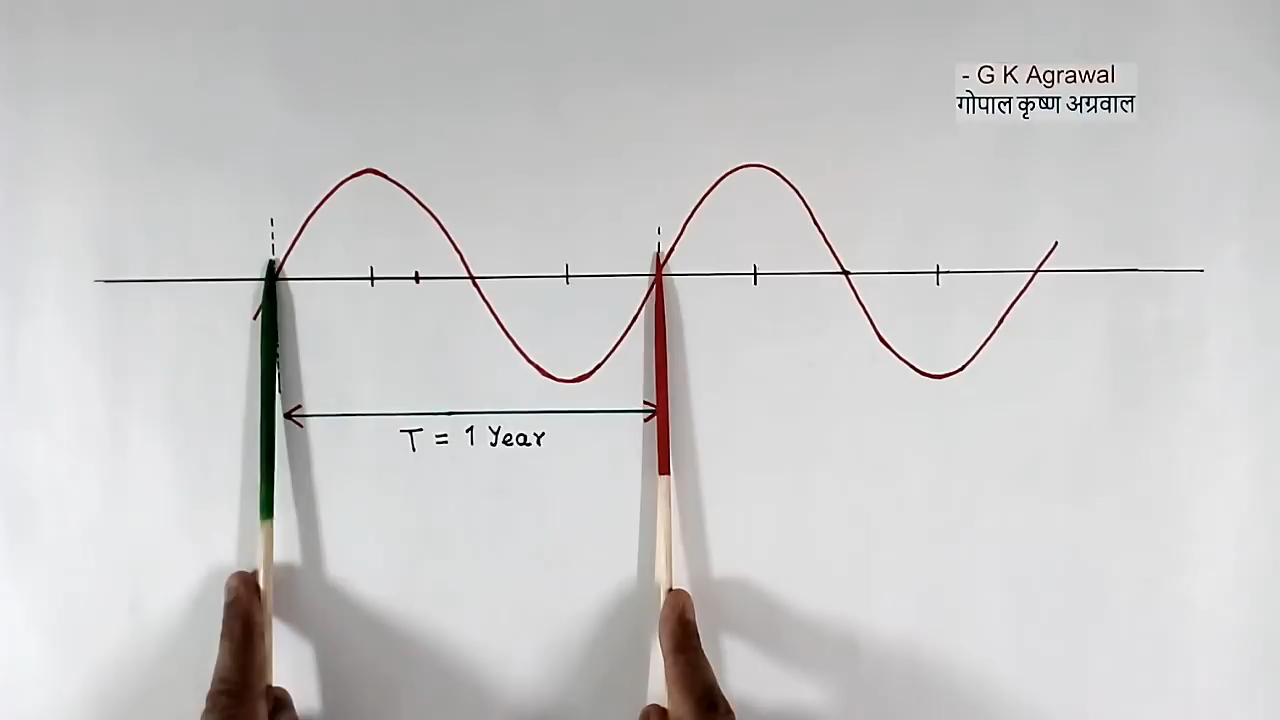 - G K Agrawal
गोपाल कृष्ण अग्रवाल
T = 1 Year